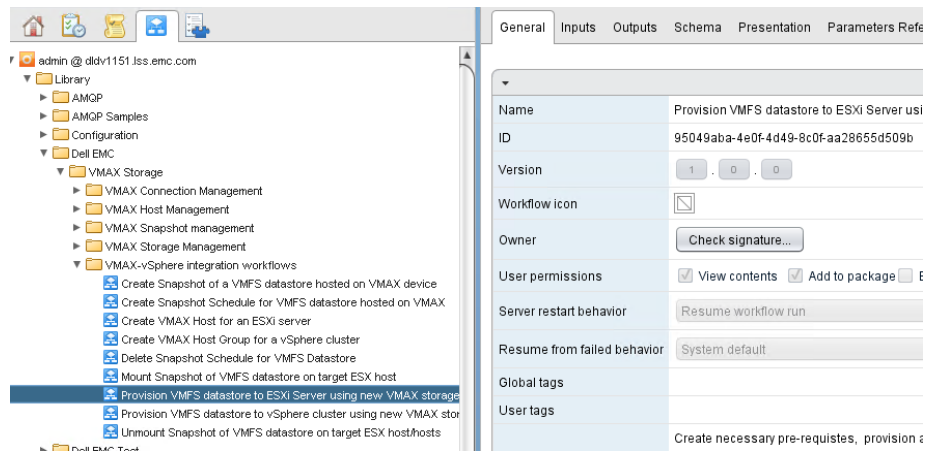 admin @ dldv1151.lss.emc.com
Library
AMQP
AMQP Samples
Configuration
Dell EMC
VMAX Storage
VMAX Connection Management
VMAX Host Management
VMAX Snapshot management
VMAX Storage Management
VMAX-vSphere integration workflows
Create Snapshot of a VMFS datastore hosted on VMAX device
Create Snapshot Schedule for VMFS datastore hosted on VMAX
Create VMAX Host for an ESXi server
Create VMAX Host Group for a vSphere cluster
Delete Snapshot Schedule for VMFS Datastore
Mount Snapshot of VMFS datastore on target ESX host
Provision VMFS datastore to ESXi Server using new VMAX storage
Provision VMFS datastore to vSphere cluster using new VMAX stor
Unmount Snapshot of VMFS datastore on target ESX host/hosts
Dell EMC Test
General Inputs Outputs Schema Presentation Parameters Refe
Name Provision VMFS datastore to ESXi Server usi
ID 95049aba-4e0f-4d49-8c0f-aa28655d509b
Version 1 . 0 . 0
Workflow icon
Owner Check signature...
User permissions View contents Add to package E
Server restart behavior Resume workflow run
Resume from failed behavior System default
Global tags
User tags
Create necessary pre-requistes, provision a